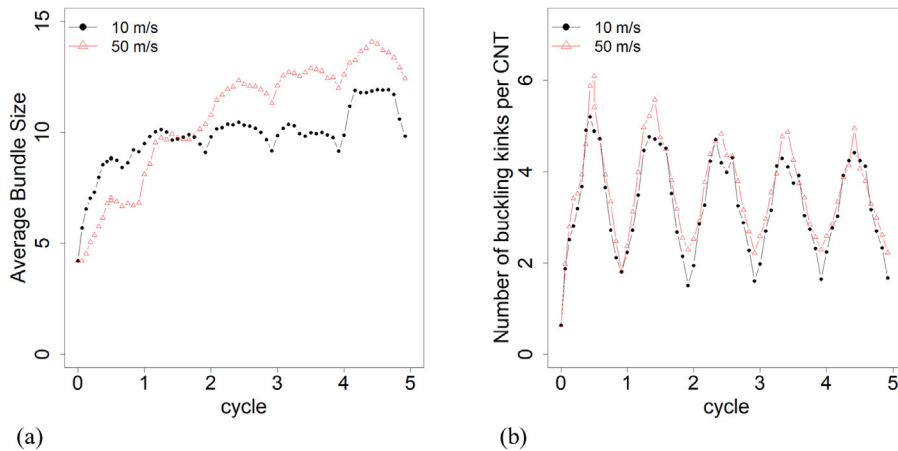 10 m/s
50 m/s
Average Bundle Size
15
10
5
0
0 1 2 3 4 5
cycle
(a)
10 m/s
50 m/s
Number of buckling kinks per CNT
6
4
2
0
0 1 2 3 4 5
cycle
(b)